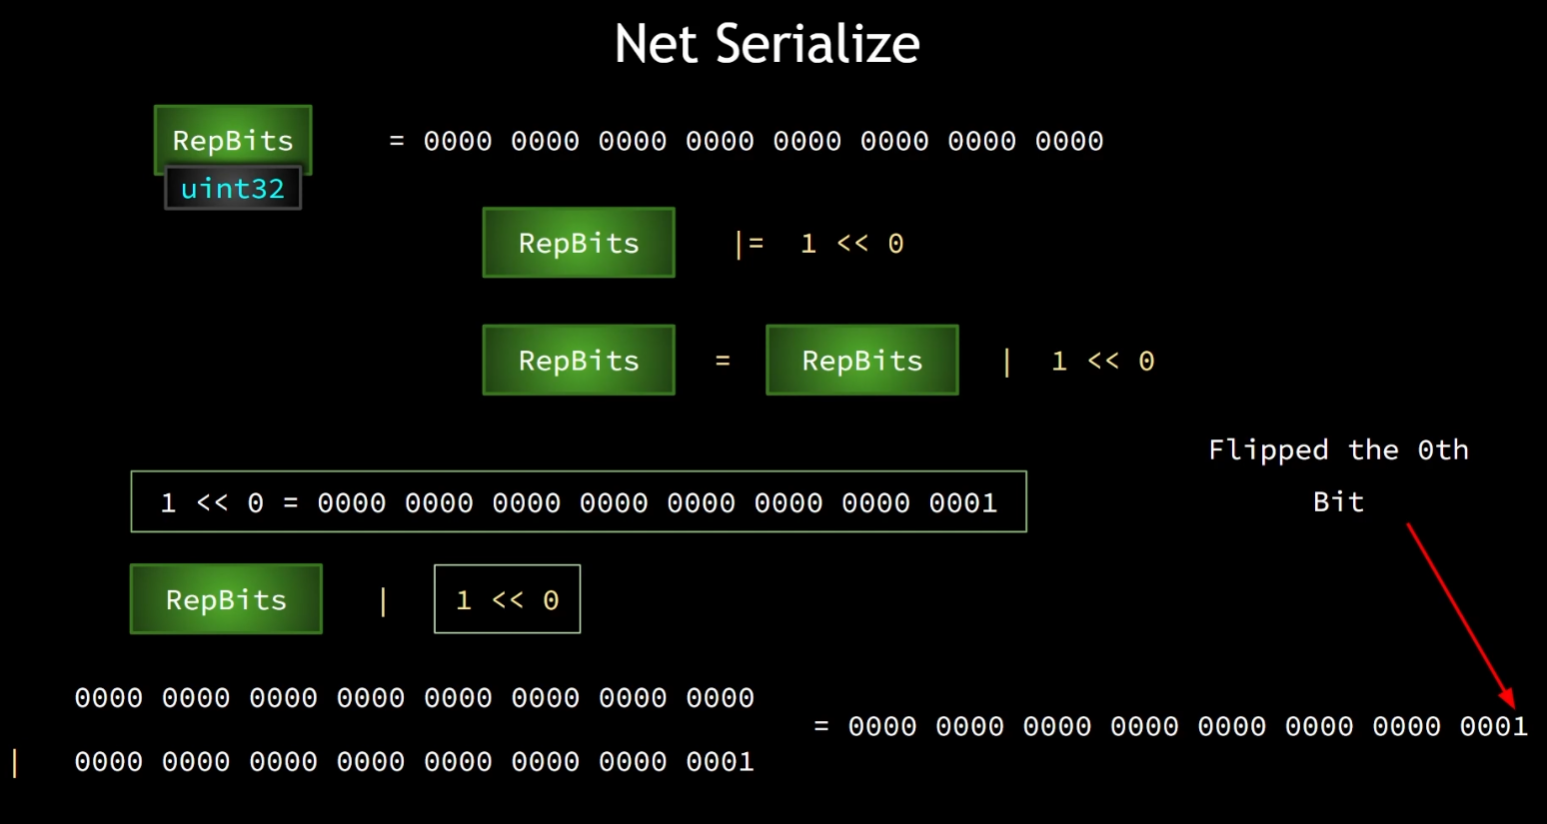 Net Serialize
RepBits = 0000 0000 0000 0000 0000 0000 0000 0000
uint32
RepBits |= 1 << 0
RepBits = RepBits | 1 << 0
Flipped the 0th
Bit
1 << 0 = 0000 0000 0000 0000 0000 0000 0000 0001
RepBits | 1 << 0
0000 0000 0000 0000 0000 0000 0000 0000
= 0000 0000 0000 0000 0000 0000 0000 0001
| 0000 0000 0000 0000 0000 0000 0000 0001